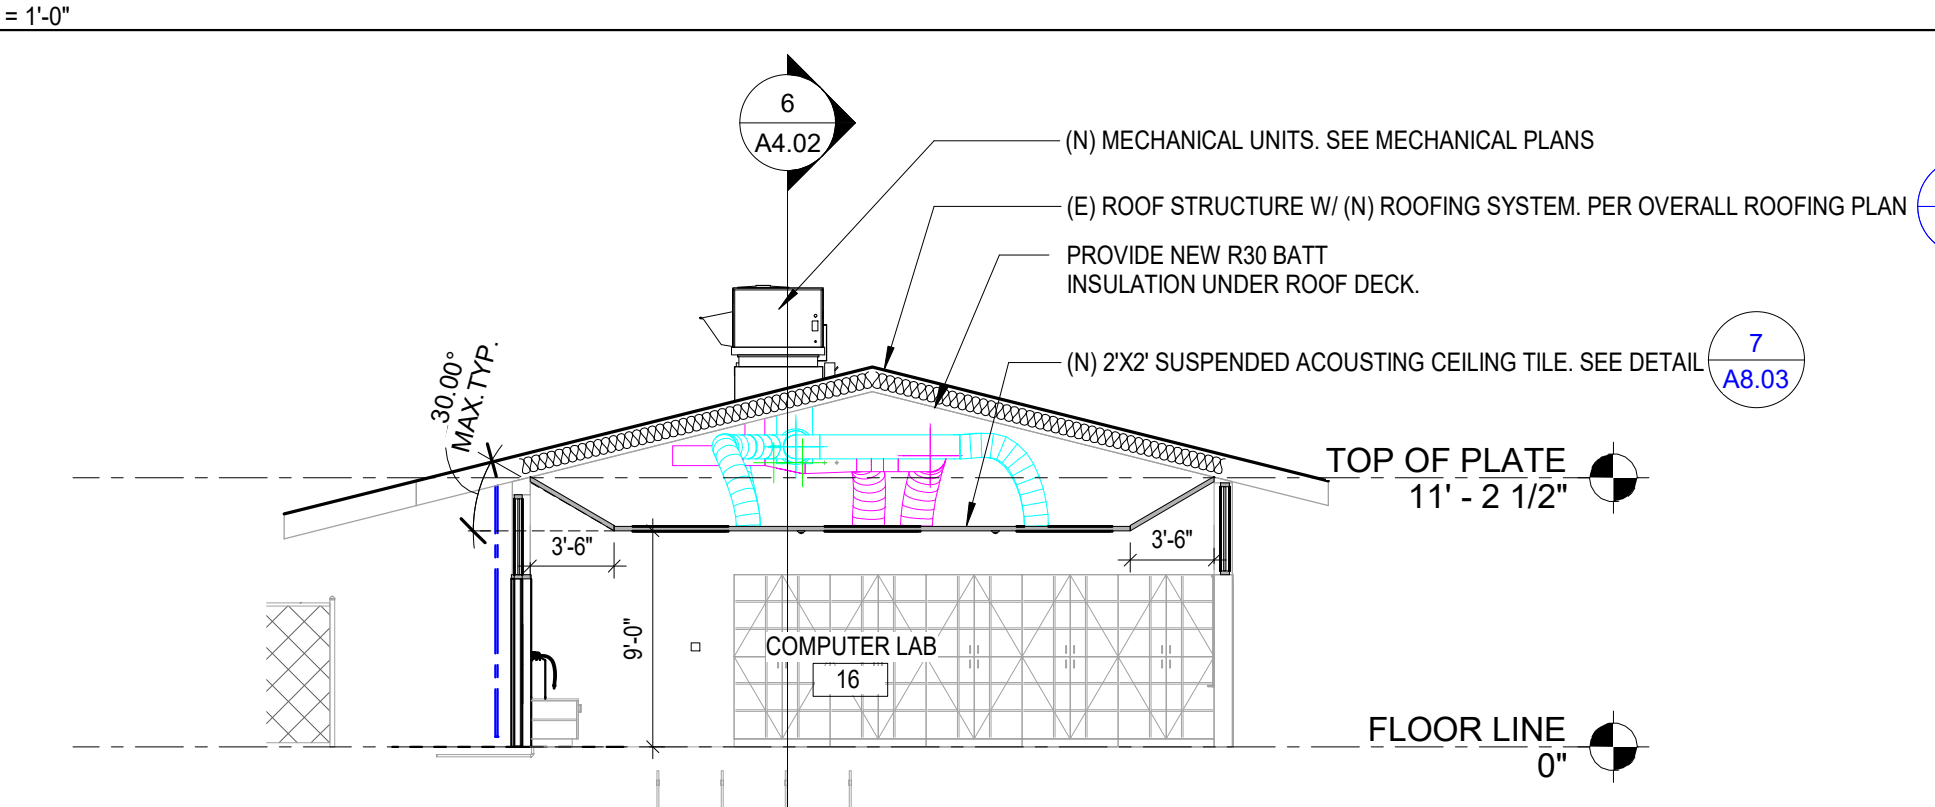 = 1'-0"
6
A4.02
(N) MECHANICAL UNITS. SEE MECHANICAL PLANS
(E) ROOF STRUCTURE W/ (N) ROOFING SYSTEM. PER OVERALL ROOFING PLAN
PROVIDE NEW R30 BATT
INSULATION UNDER ROOF DECK.
(N) 2'X2' SUSPENDED ACOUSTING CEILING TILE. SEE DETAIL
7
A8.03
30.00°
MAX. TYP.
TOP OF PLATE
11' - 2 1/2"
3'-6"
3'-6"
9'-0"
COMPUTER LAB
16
FLOOR LINE
0"